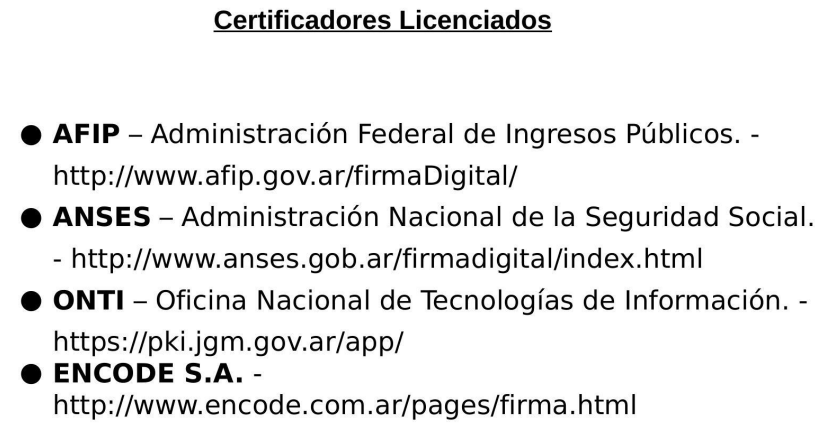 Certificadores Licenciados
● AFIP – Administración Federal de Ingresos Públicos. -
http://www.afip.gov.ar/firmaDigital/
● ANSES – Administración Nacional de la Seguridad Social.
- http://www.anses.gob.ar/firmadigital/index.html
● ONTI – Oficina Nacional de Tecnologías de Información. -
https://pki.jgm.gov.ar/app/
● ENCODE S.A. -
http://www.encode.com.ar/pages/firma.html